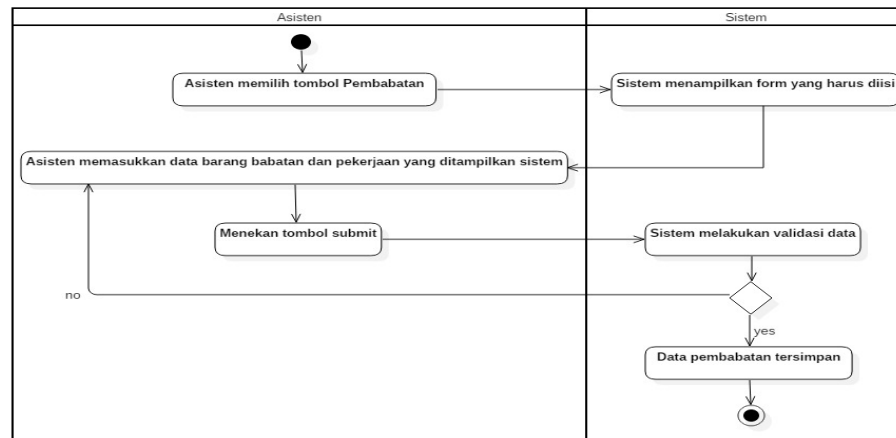 Asisten
Sistem
Asisten memilih tombol Pembabatan
Sistem menampilkan form yang harus diisi
Asisten memasukkan data barang babatan dan pekerjaan yang ditampilkan sistem
Menekan tombol submit
Sistem melakukan validasi data
no
yes
Data pembabatan tersimpan